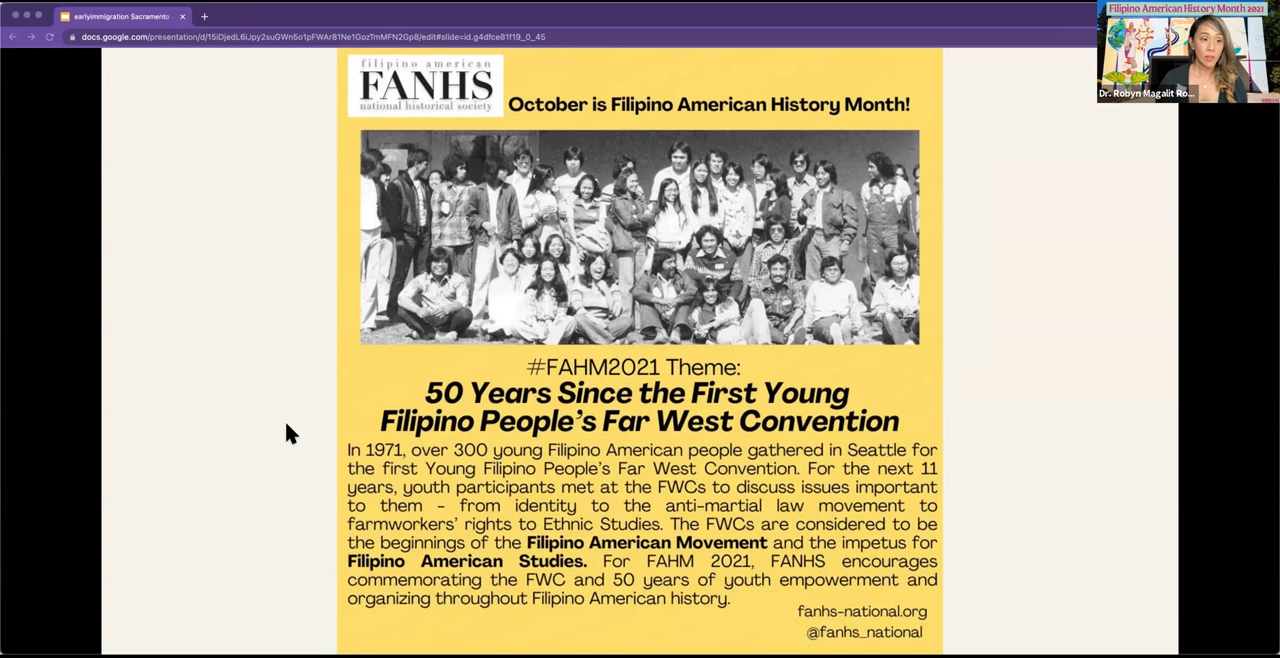 earlyimmigration Sacramento
docs.google.com/presentation/d/15iDjedL6iJpy2suGWn5o1pFWAr81Ne1GozTmMFN2Gp8/edit#slide=id.g4dfce81f19_0_45
Filipino American History Month 2021
Dr. Robyn Magalit Ro...
filipino american
FANHS
national historical society
October is Filipino American History Month!
#FAHM2021 Theme:
50 Years Since the First Young
Filipino People's Far West Convention
In 1971, over 300 young Filipino American people gathered in Seattle for
the first Young Filipino People's Far West Convention. For the next 11
years, youth participants met at the FWCs to discuss issues important
to them - from identity to the anti-martial law movement to
farmworkers' rights to Ethnic Studies. The FWCs are considered to be
the beginnings of the Filipino American Movement and the impetus for
Filipino American Studies. For FAHM 2021, FANHS encourages
commemorating the FWC and 50 years of youth empowerment and
organizing throughout Filipino American history.
fanhs-national.org
@fanhs_national